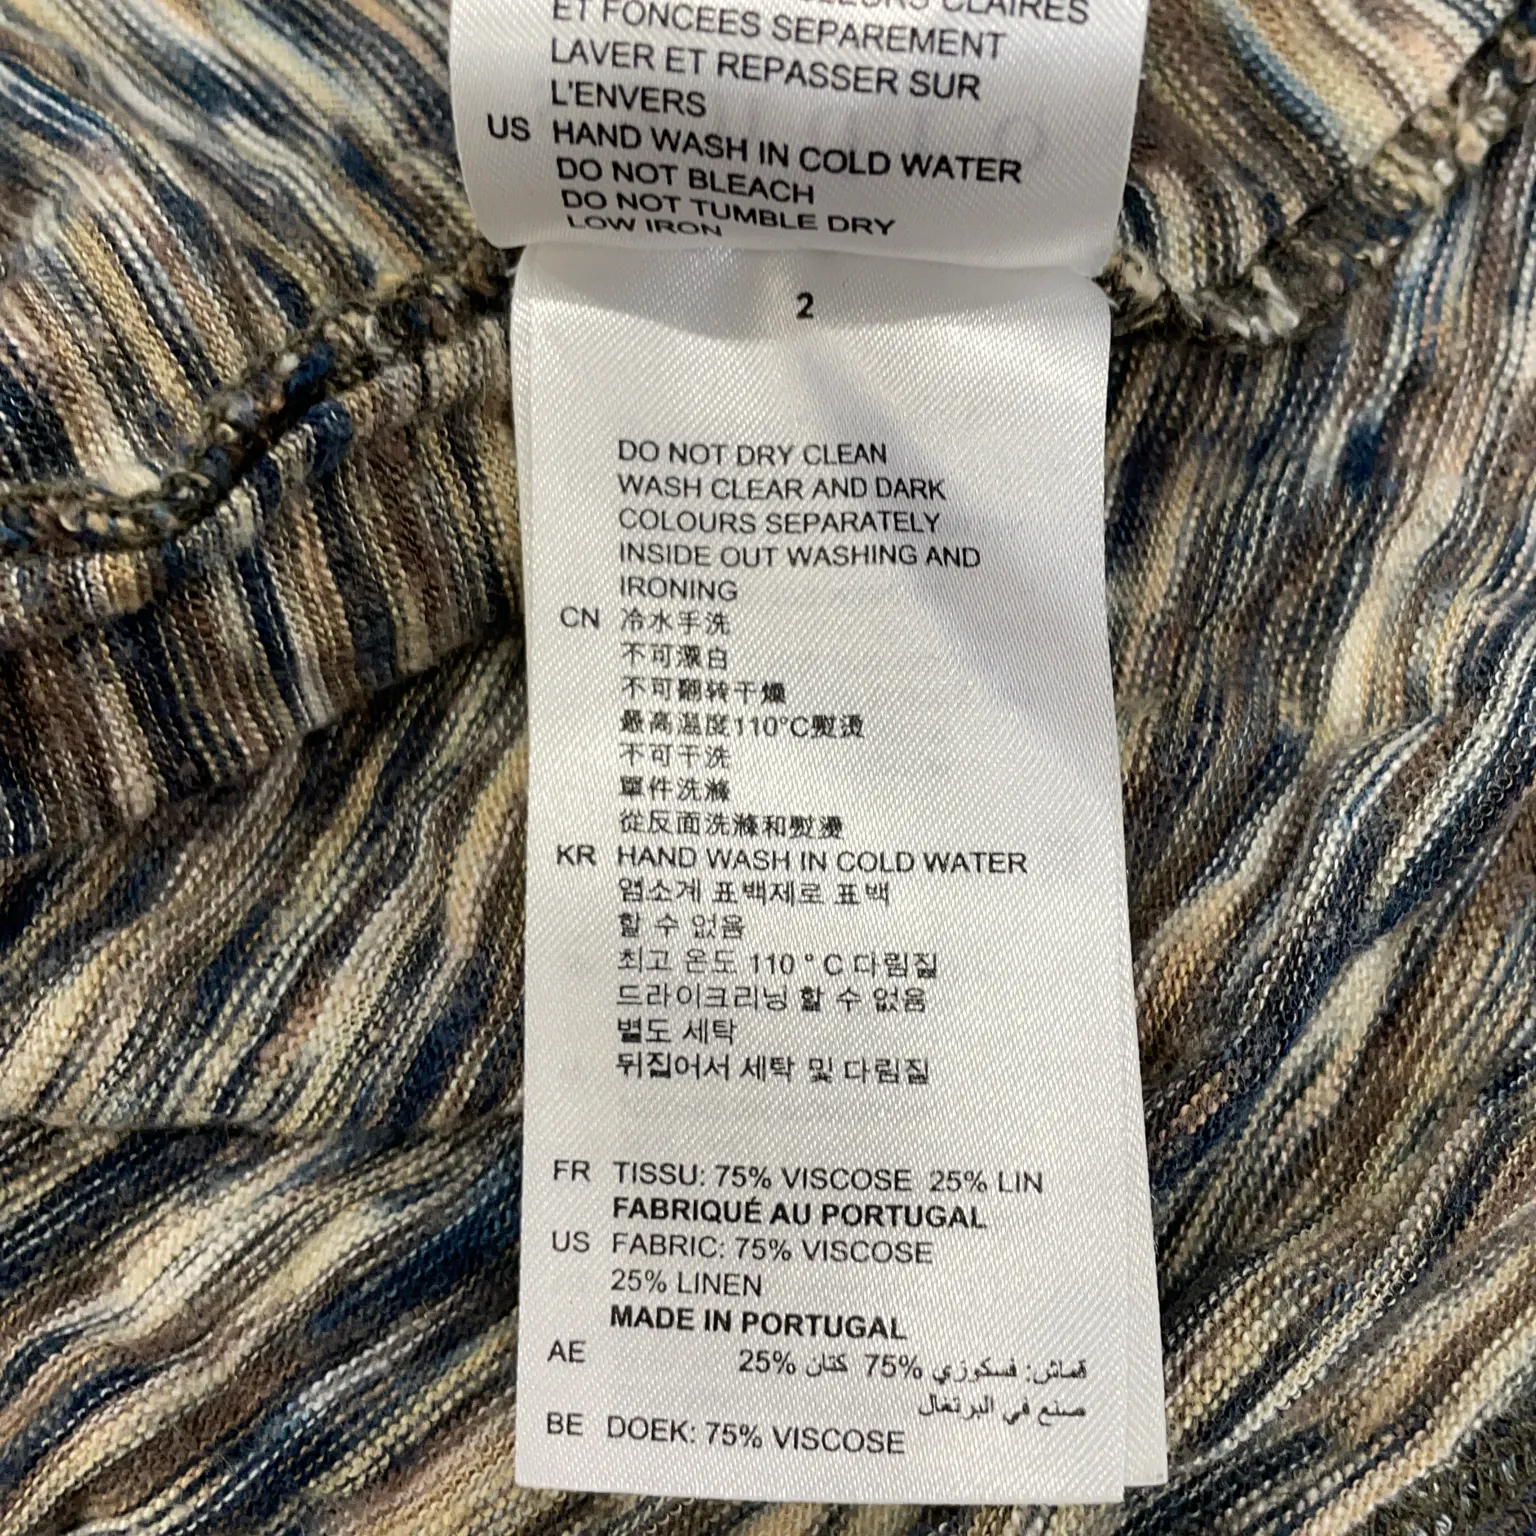 CLAIRES
ET FONCEES SEPAREMENT
LAVER ET REPASSER SUR
L'ENVERS
US HAND WASH IN COLD WATER
DO NOT BLEACH
DO NOT TUMBLE DRY
LOW IRON
2
DO NOT DRY CLEAN
WASH CLEAR AND DARK
COLOURS SEPARATELY
INSIDE OUT WASHING AND
IRONING
CN 冷水手洗
不可漂白
不可翻转干燥
最高温度110°C熨烫
不可干洗
單件洗滌
從反面洗滌和熨燙
KR HAND WASH IN COLD WATER
염소계 표백제로 표백
할 수 없음
최고 온도 110 ° C 다림질
드라이크리닝 할 수 없음
별도 세탁
뒤집어서 세탁 및 다림질
FR TISSU: 75% VISCOSE 25% LIN
FABRIQUÉ AU PORTUGAL
US FABRIC: 75% VISCOSE
25% LINEN
MADE IN PORTUGAL
AE قماش: فسكوزي 75% كتان 25%
صنع في البرتغال
BE DOEK: 75% VISCOSE